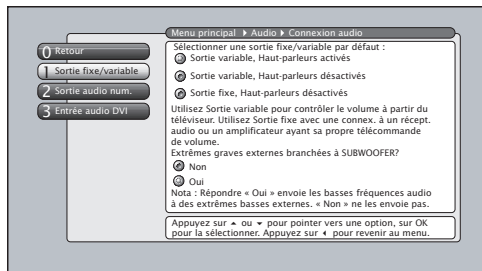 Menu principal Audio Connexion audio
0 Retour
1 Sortie fixe/variable
2 Sortie audio num.
3 Entrée audio DVI
Sélectionner une sortie fixe/variable par défaut :
Sortie variable, Haut-parleurs activés
Sortie variable, Haut-parleurs désactivés
Sortie fixe, Haut-parleurs désactivés
Utilisez Sortie variable pour contrôler le volume à partir du
téléviseur. Utilisez Sortie fixe avec une connex. à un récept.
audio ou un amplificateur ayant sa propre télécommande
de volume.
Extrêmes graves externes branchées à SUBWOOFER?
Non
Oui
Nota : Répondre « Oui » envoie les basses fréquences audio
à des extrêmes basses externes. « Non » ne les envoie pas.
Appuyez sur ou pour pointer vers une option, sur OK
pour la sélectionner. Appuyez sur pour revenir au menu.